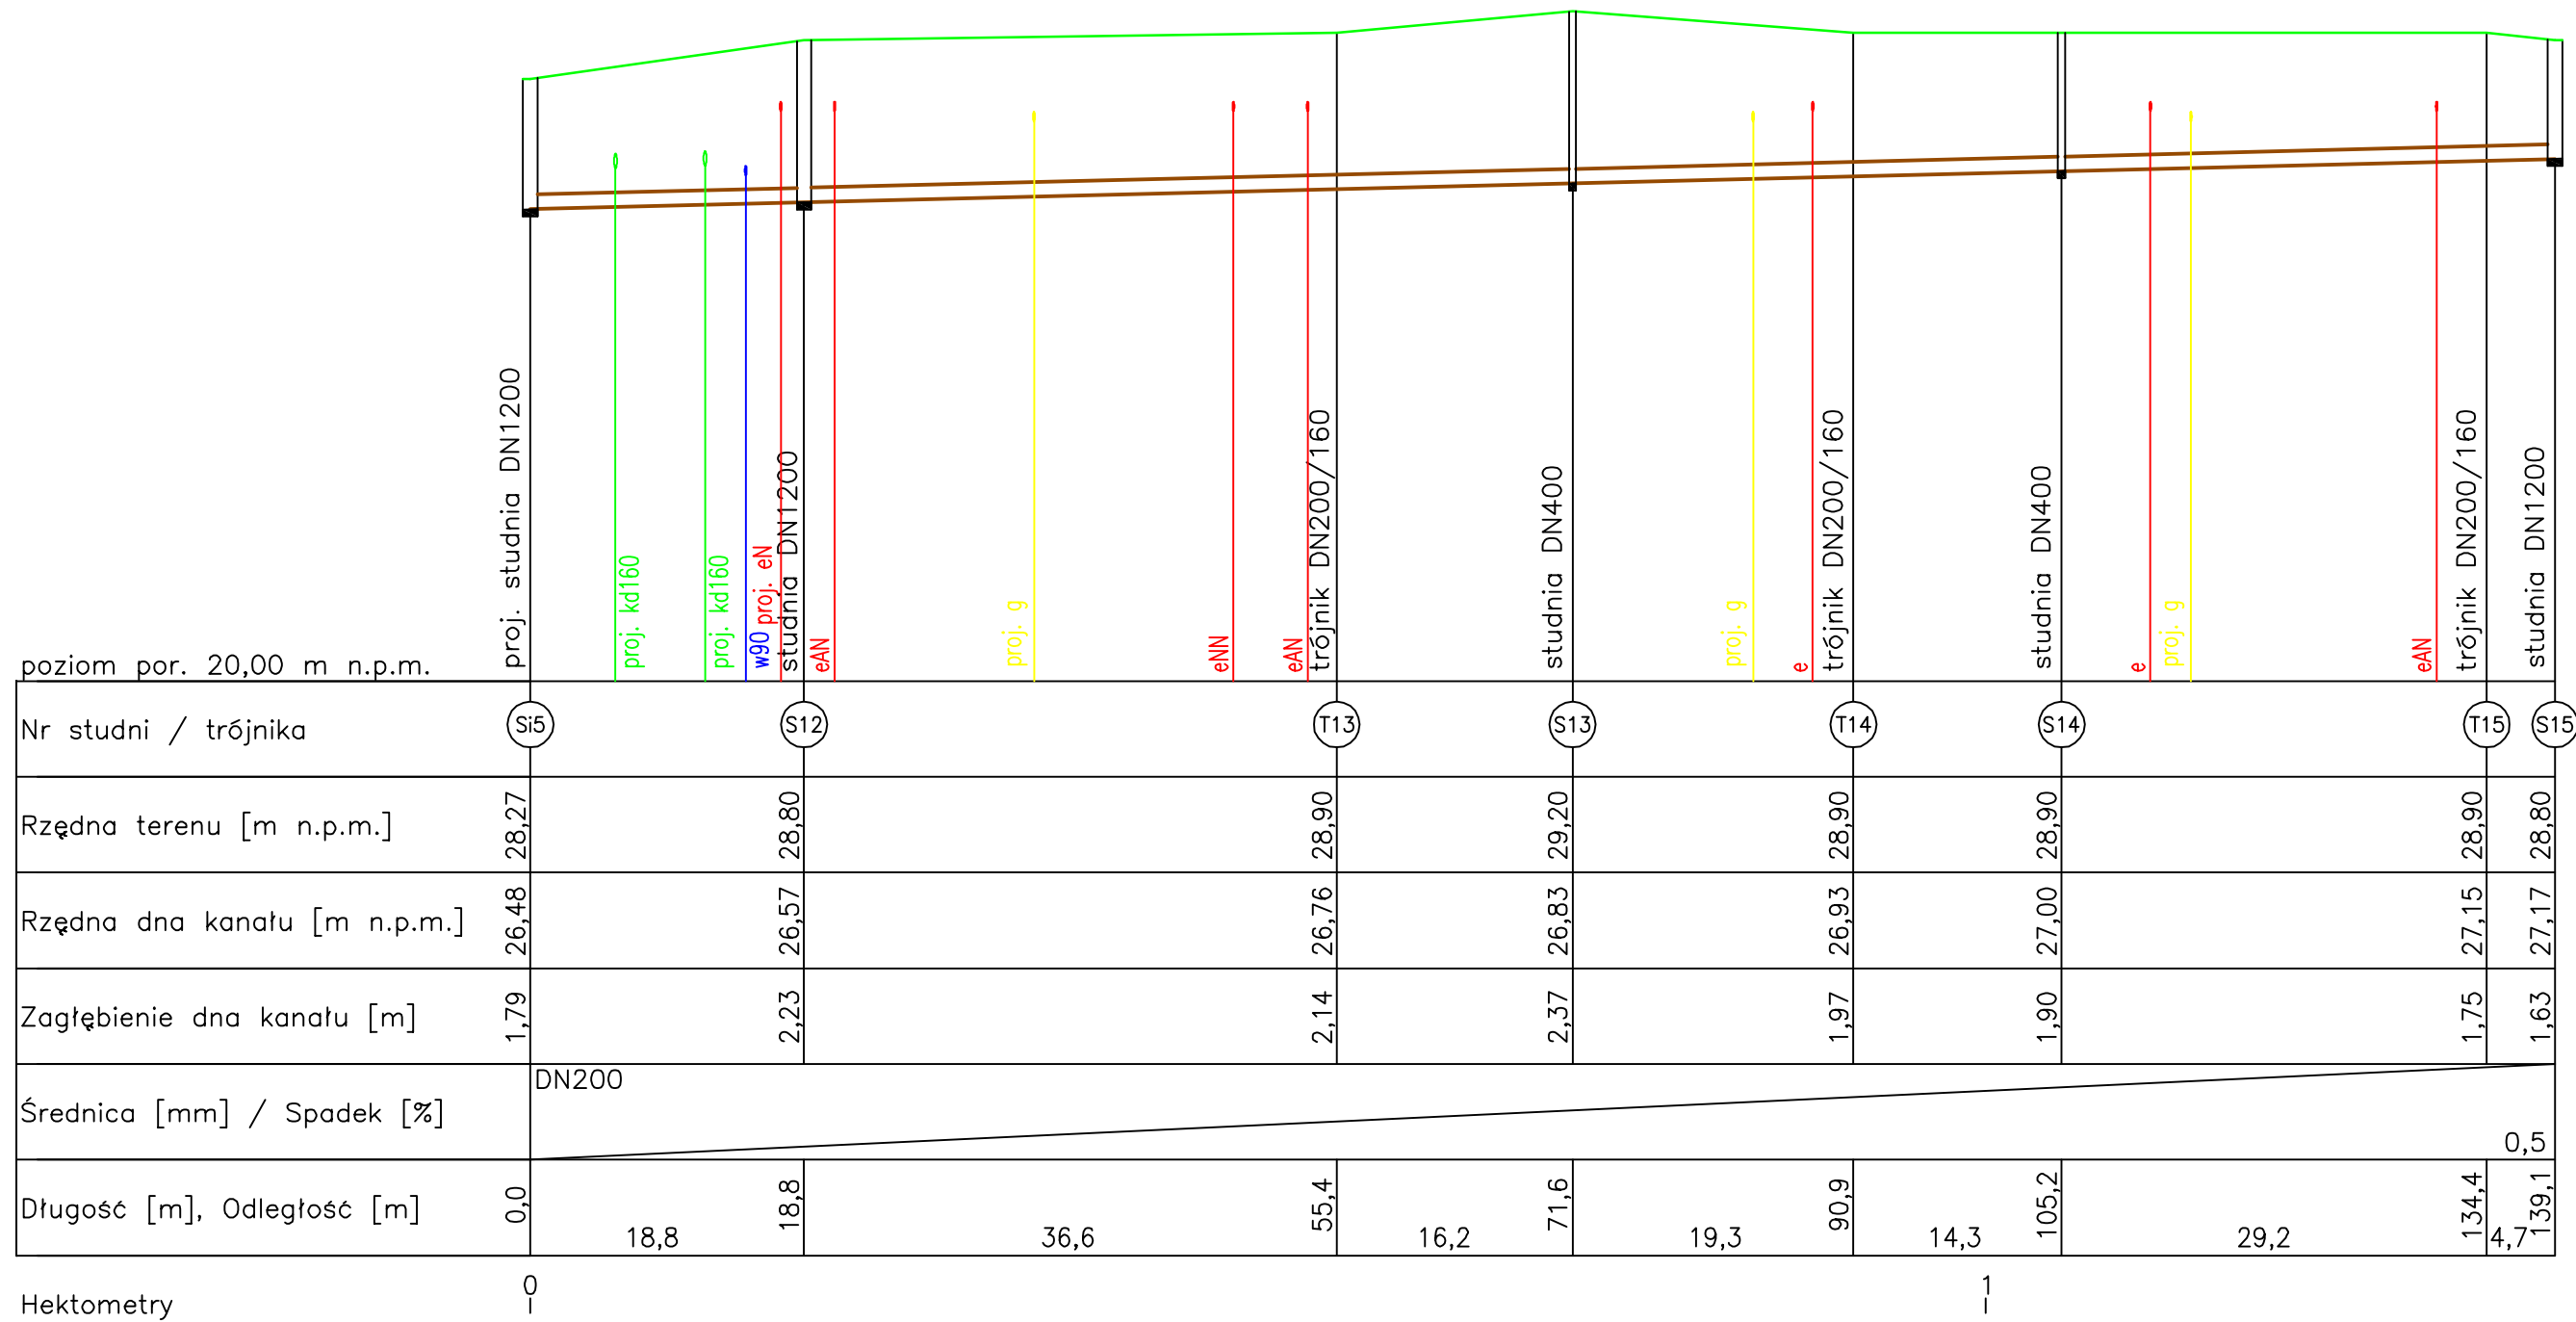 proj. studnia DN1200
proj. kd160
proj. kd160
w90
proj. eN
studnia DN1200
eAN
proj. g
eNN
eAN
trójnik DN200/160
studnia DN400
proj. g
e
trójnik DN200/160
studnia DN400
e
proj. g
eAN
trójnik DN200/160
studnia DN1200
poziom por. 20,00 m n.p.m.
Nr studni / trójnika Si5 S12 T13 S13 T14 S14 T15 S15
Rzędna terenu [m n.p.m.] 28,27 28,80 28,90 29,20 28,90 28,90 28,90 28,80
Rzędna dna kanału [m n.p.m.] 26,48 26,57 26,76 26,83 26,93 27,00 27,15 27,17
Zagłębienie dna kanału [m] 1,79 2,23 2,14 2,37 1,97 1,90 1,75 1,63
DN200
Średnica [mm] / Spadek [%]
0,5
Długość [m], Odległość [m] 0,0 18,8 55,4 71,6 90,9 105,2 134,4 139,1
18,8 36,6 16,2 19,3 14,3 29,2 4,7
0 1
Hektometry